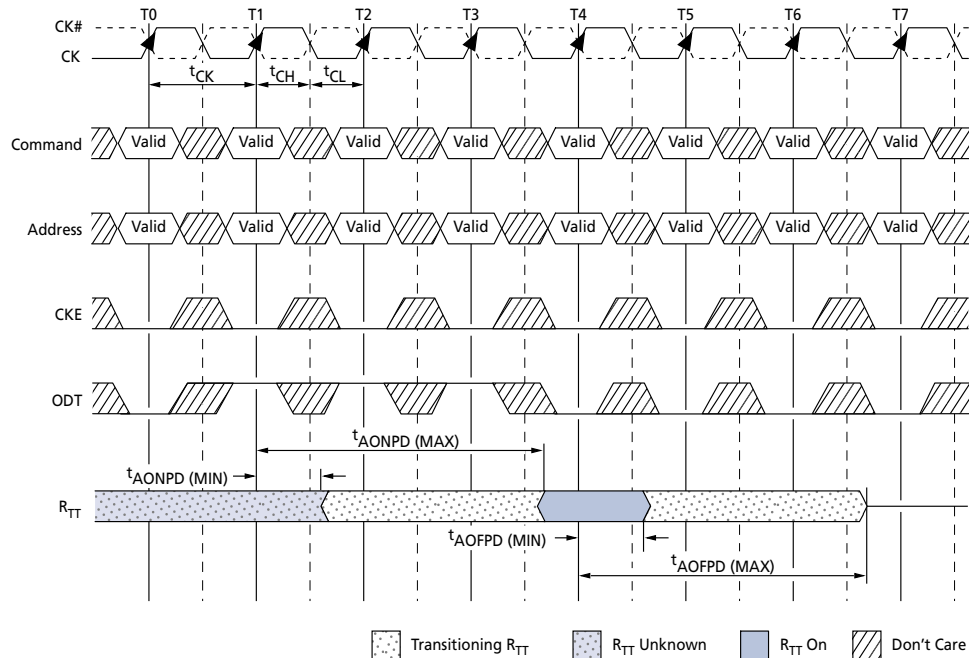 T0 T1 T2 T3 T4 T5 T6 T7
CK#
CK
tCK tCH tCL
Command Valid Valid Valid Valid Valid Valid Valid Valid
Address Valid Valid Valid Valid Valid Valid Valid Valid
CKE
ODT
tAONPD (MAX)
tAONPD (MIN)
RTT
tAOFPD (MIN)
tAOFPD (MAX)
Transitioning RTT RTT Unknown RTT On Don't Care